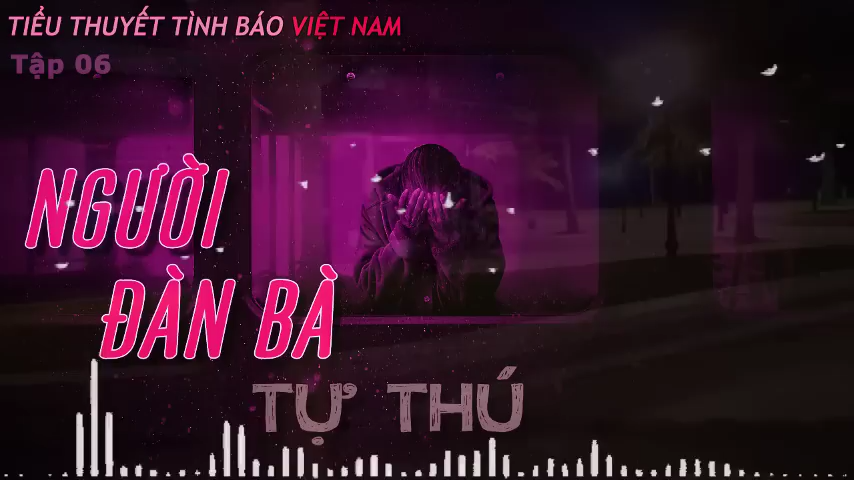 TIỂU THUYẾT TÌNH BÁO VIỆT NAM
Tập 06
NGƯỜI
ĐÀN BÀ
TỰ THÚ